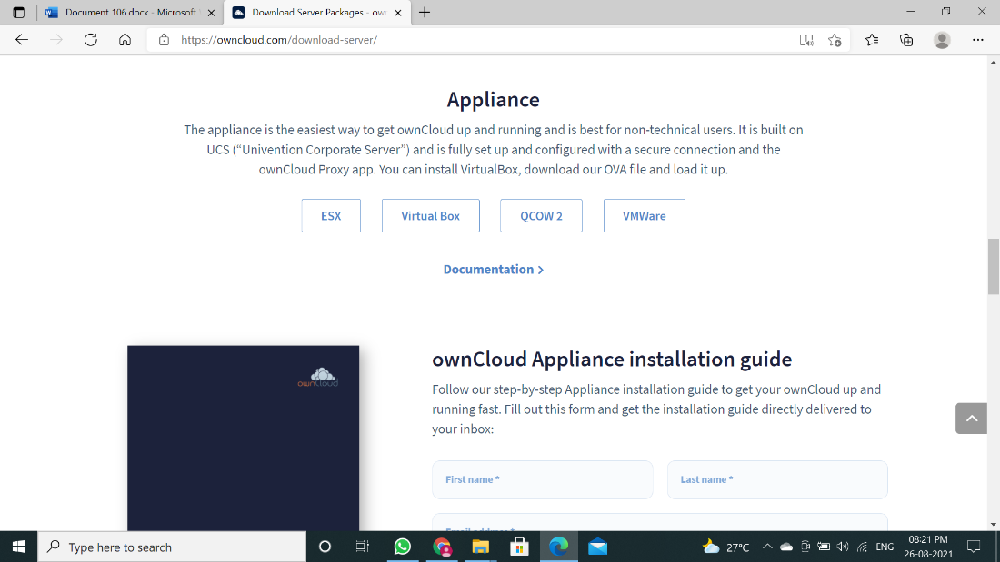 Document 106.docx - Microsoft
Download Server Packages - ow
https://owncloud.com/download-server/
Appliance
The appliance is the easiest way to get ownCloud up and running and is best for non-technical users. It is built on
UCS (“Univention Corporate Server”) and is fully set up and configured with a secure connection and the
ownCloud Proxy app. You can install VirtualBox, download our OVA file and load it up.
ESX
Virtual Box
QCOW 2
VMWare
Documentation >
ownCloud
ownCloud Appliance installation guide
Follow our step-by-step Appliance installation guide to get your ownCloud up and
running fast. Fill out this form and get the installation guide directly delivered to
your inbox:
First name *
Last name *
Email address *
Type here to search
27°C
ENG
08:21 PM
26-08-2021